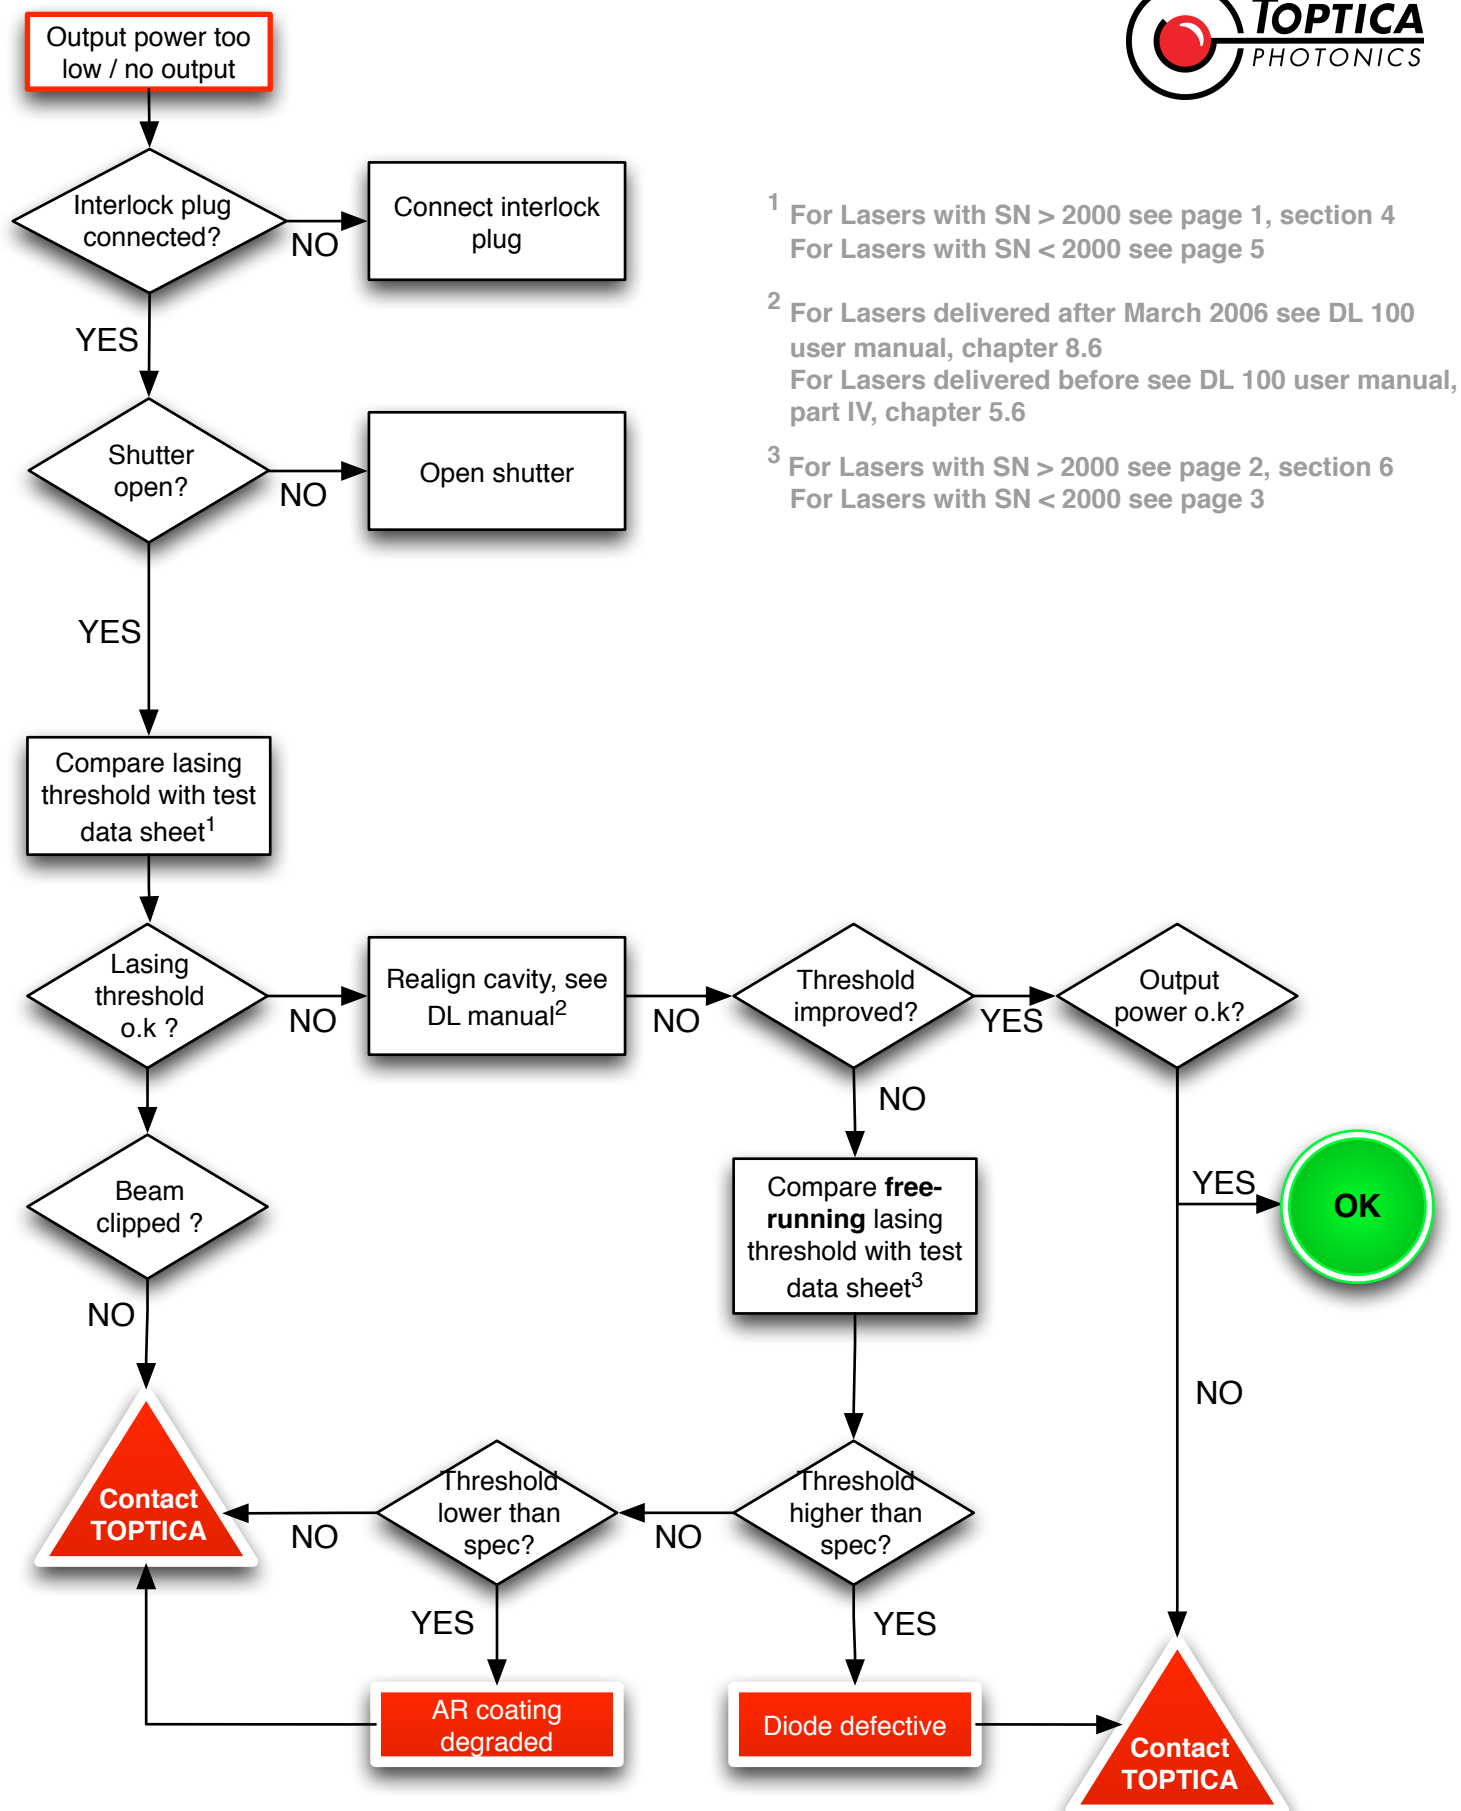 TOPTICA
PHOTONICS
Output power too
low / no output
Interlock plug
connected?
NO
Connect interlock
plug
YES
1 For Lasers with SN > 2000 see page 1, section 4
For Lasers with SN < 2000 see page 5
2 For Lasers delivered after March 2006 see DL 100
user manual, chapter 8.6
For Lasers delivered before see DL 100 user manual,
part IV, chapter 5.6
3 For Lasers with SN > 2000 see page 2, section 6
For Lasers with SN < 2000 see page 3
Shutter
open?
NO
Open shutter
YES
Compare lasing
threshold with test
data sheet1
Lasing
threshold
o.k ?
NO
Realign cavity, see
DL manual2
NO
Threshold
improved?
YES
Output
power o.k?
NO
Beam
clipped ?
NO
Compare free-
running lasing
threshold with test
data sheet3
YES
OK
NO
Contact
TOPTICA
NO
Threshold
lower than
spec?
NO
Threshold
higher than
spec?
YES
YES
AR coating
degraded
Diode defective
Contact
TOPTICA